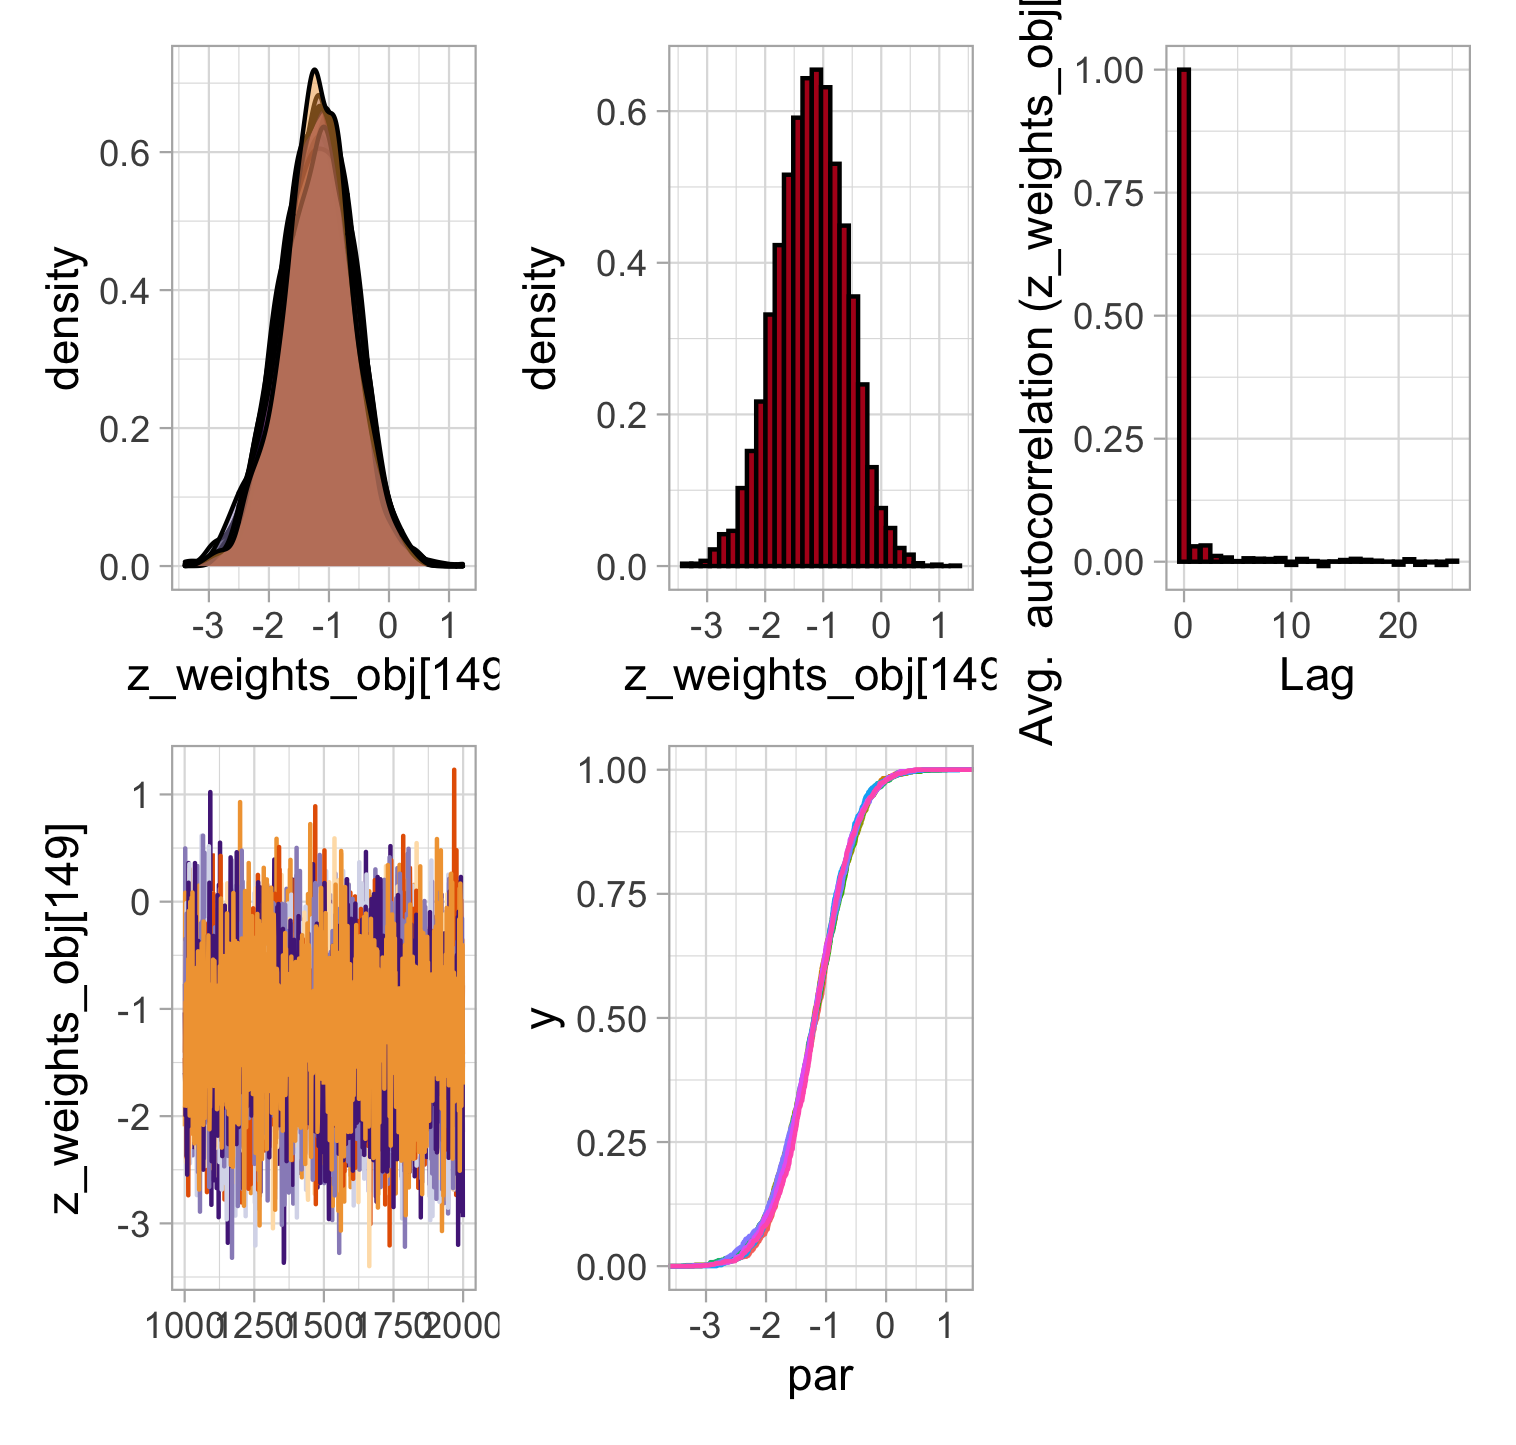 density
0.6
0.4
0.2
0.0
-3 -2 -1 0 1
z_weights_obj[149
density
0.6
0.4
0.2
0.0
-3 -2 -1 0 1
z_weights_obj[149
Avg. autocorrelation (z_weights_obj[
1.00
0.75
0.50
0.25
0.00
0 10 20
Lag
z_weights_obj[149]
1
0
-1
-2
-3
1000 1250 1500 1750 2000
y
1.00
0.75
0.50
0.25
0.00
-3 -2 -1 0 1
par